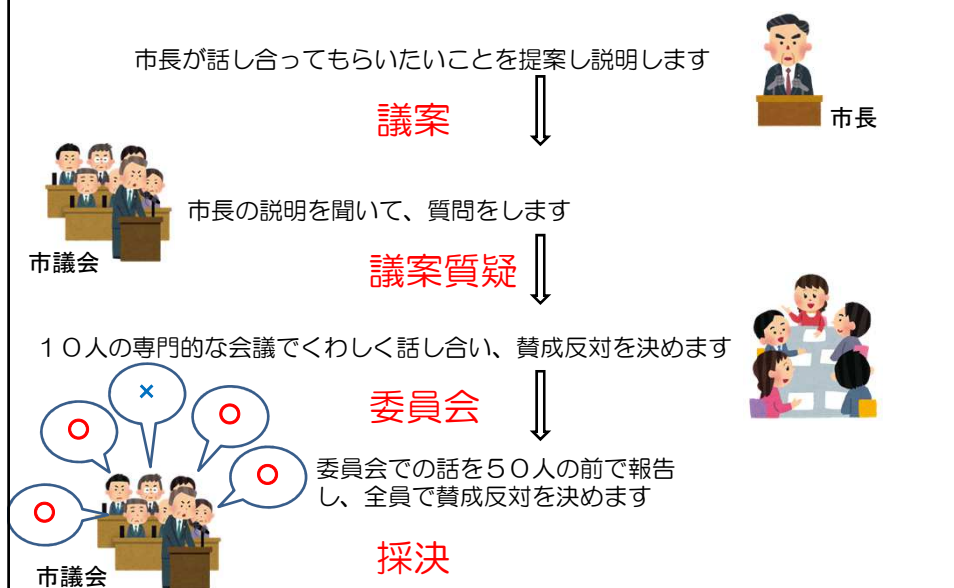 市長が話し合ってもらいたいことを提案し説明します
議案
市長
市長の説明を聞いて、質問をします
市議会
議案質疑
１０人の専門的な会議でくわしく話し合い、賛成反対を決めます
×
○
○
委員会
委員会での話を５０人の前で報告
し、全員で賛成反対を決めます
○
○
採決
市議会